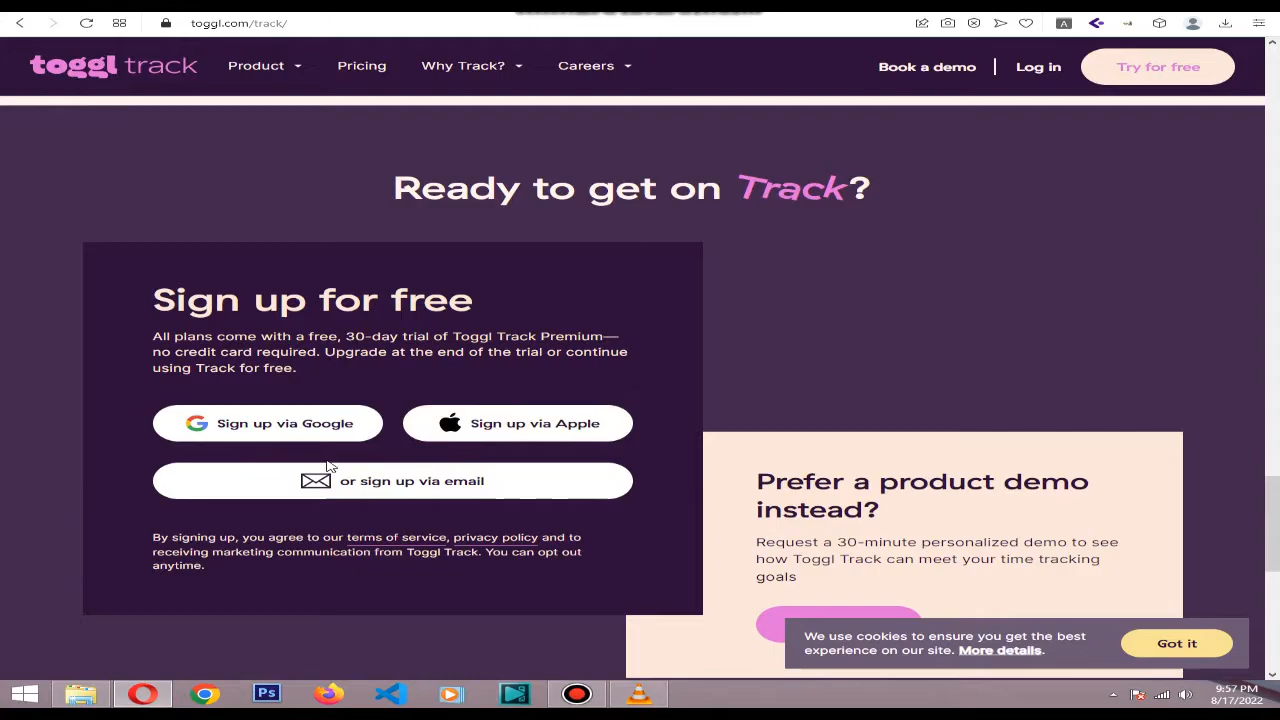 toggl.com/track/
toggl track
Product
Pricing
Why Track?
Careers
Book a demo
Log in
Try for free
Ready to get on Track?
Sign up for free
All plans come with a free, 30-day trial of Toggl Track Premium—
no credit card required. Upgrade at the end of the trial or continue
using Track for free.
Sign up via Google
Sign up via Apple
or sign up via email
By signing up, you agree to our terms of service, privacy policy and to
receiving marketing communication from Toggl Track. You can opt out
anytime.
Prefer a product demo
instead?
Request a 30-minute personalized demo to see
how Toggl Track can meet your time tracking
goals
We use cookies to ensure you get the best
experience on our site. More details.
Got it
A
Ps
9:57 PM
8/17/2022